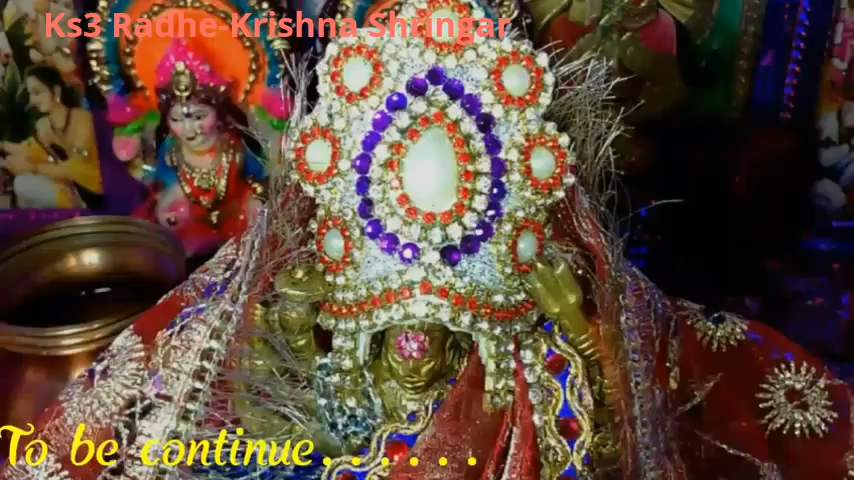 Ks3 Radhe-Krishna Shringar
To be continue. . . . . .